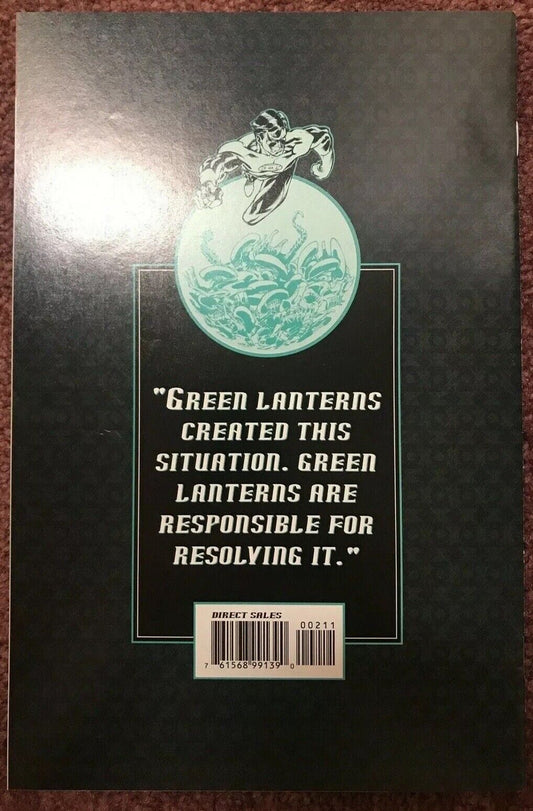 "GREEN LANTERNS
CREATED THIS
SITUATION. GREEN
LANTERNS ARE
RESPONSIBLE FOR
RESOLVING IT."
DIRECT SALES
00211
7 61568 99139 0